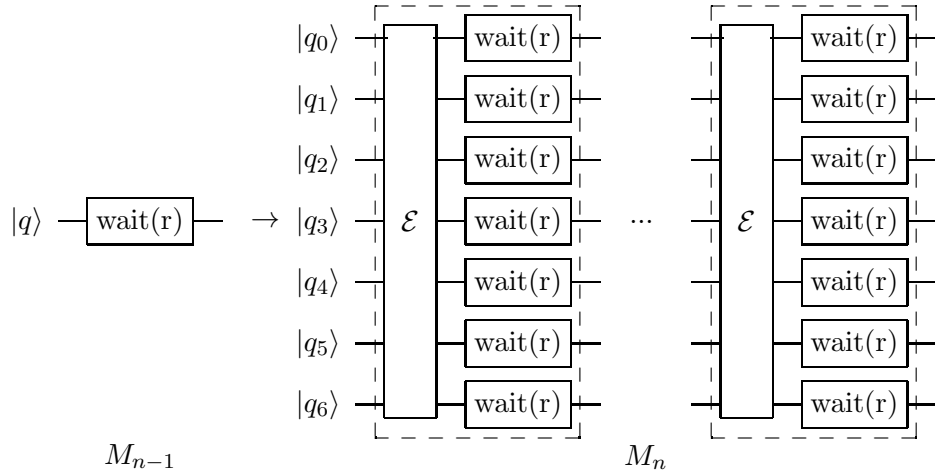 |q₀⟩ wait(r) wait(r)
|q₁⟩ wait(r) wait(r)
|q₂⟩ wait(r) wait(r)
|q⟩ wait(r) → |q₃⟩ ℰ wait(r) ... ℰ wait(r)
|q₄⟩ wait(r) wait(r)
|q₅⟩ wait(r) wait(r)
|q₆⟩ wait(r) wait(r)
Mₙ₋₁ Mₙ